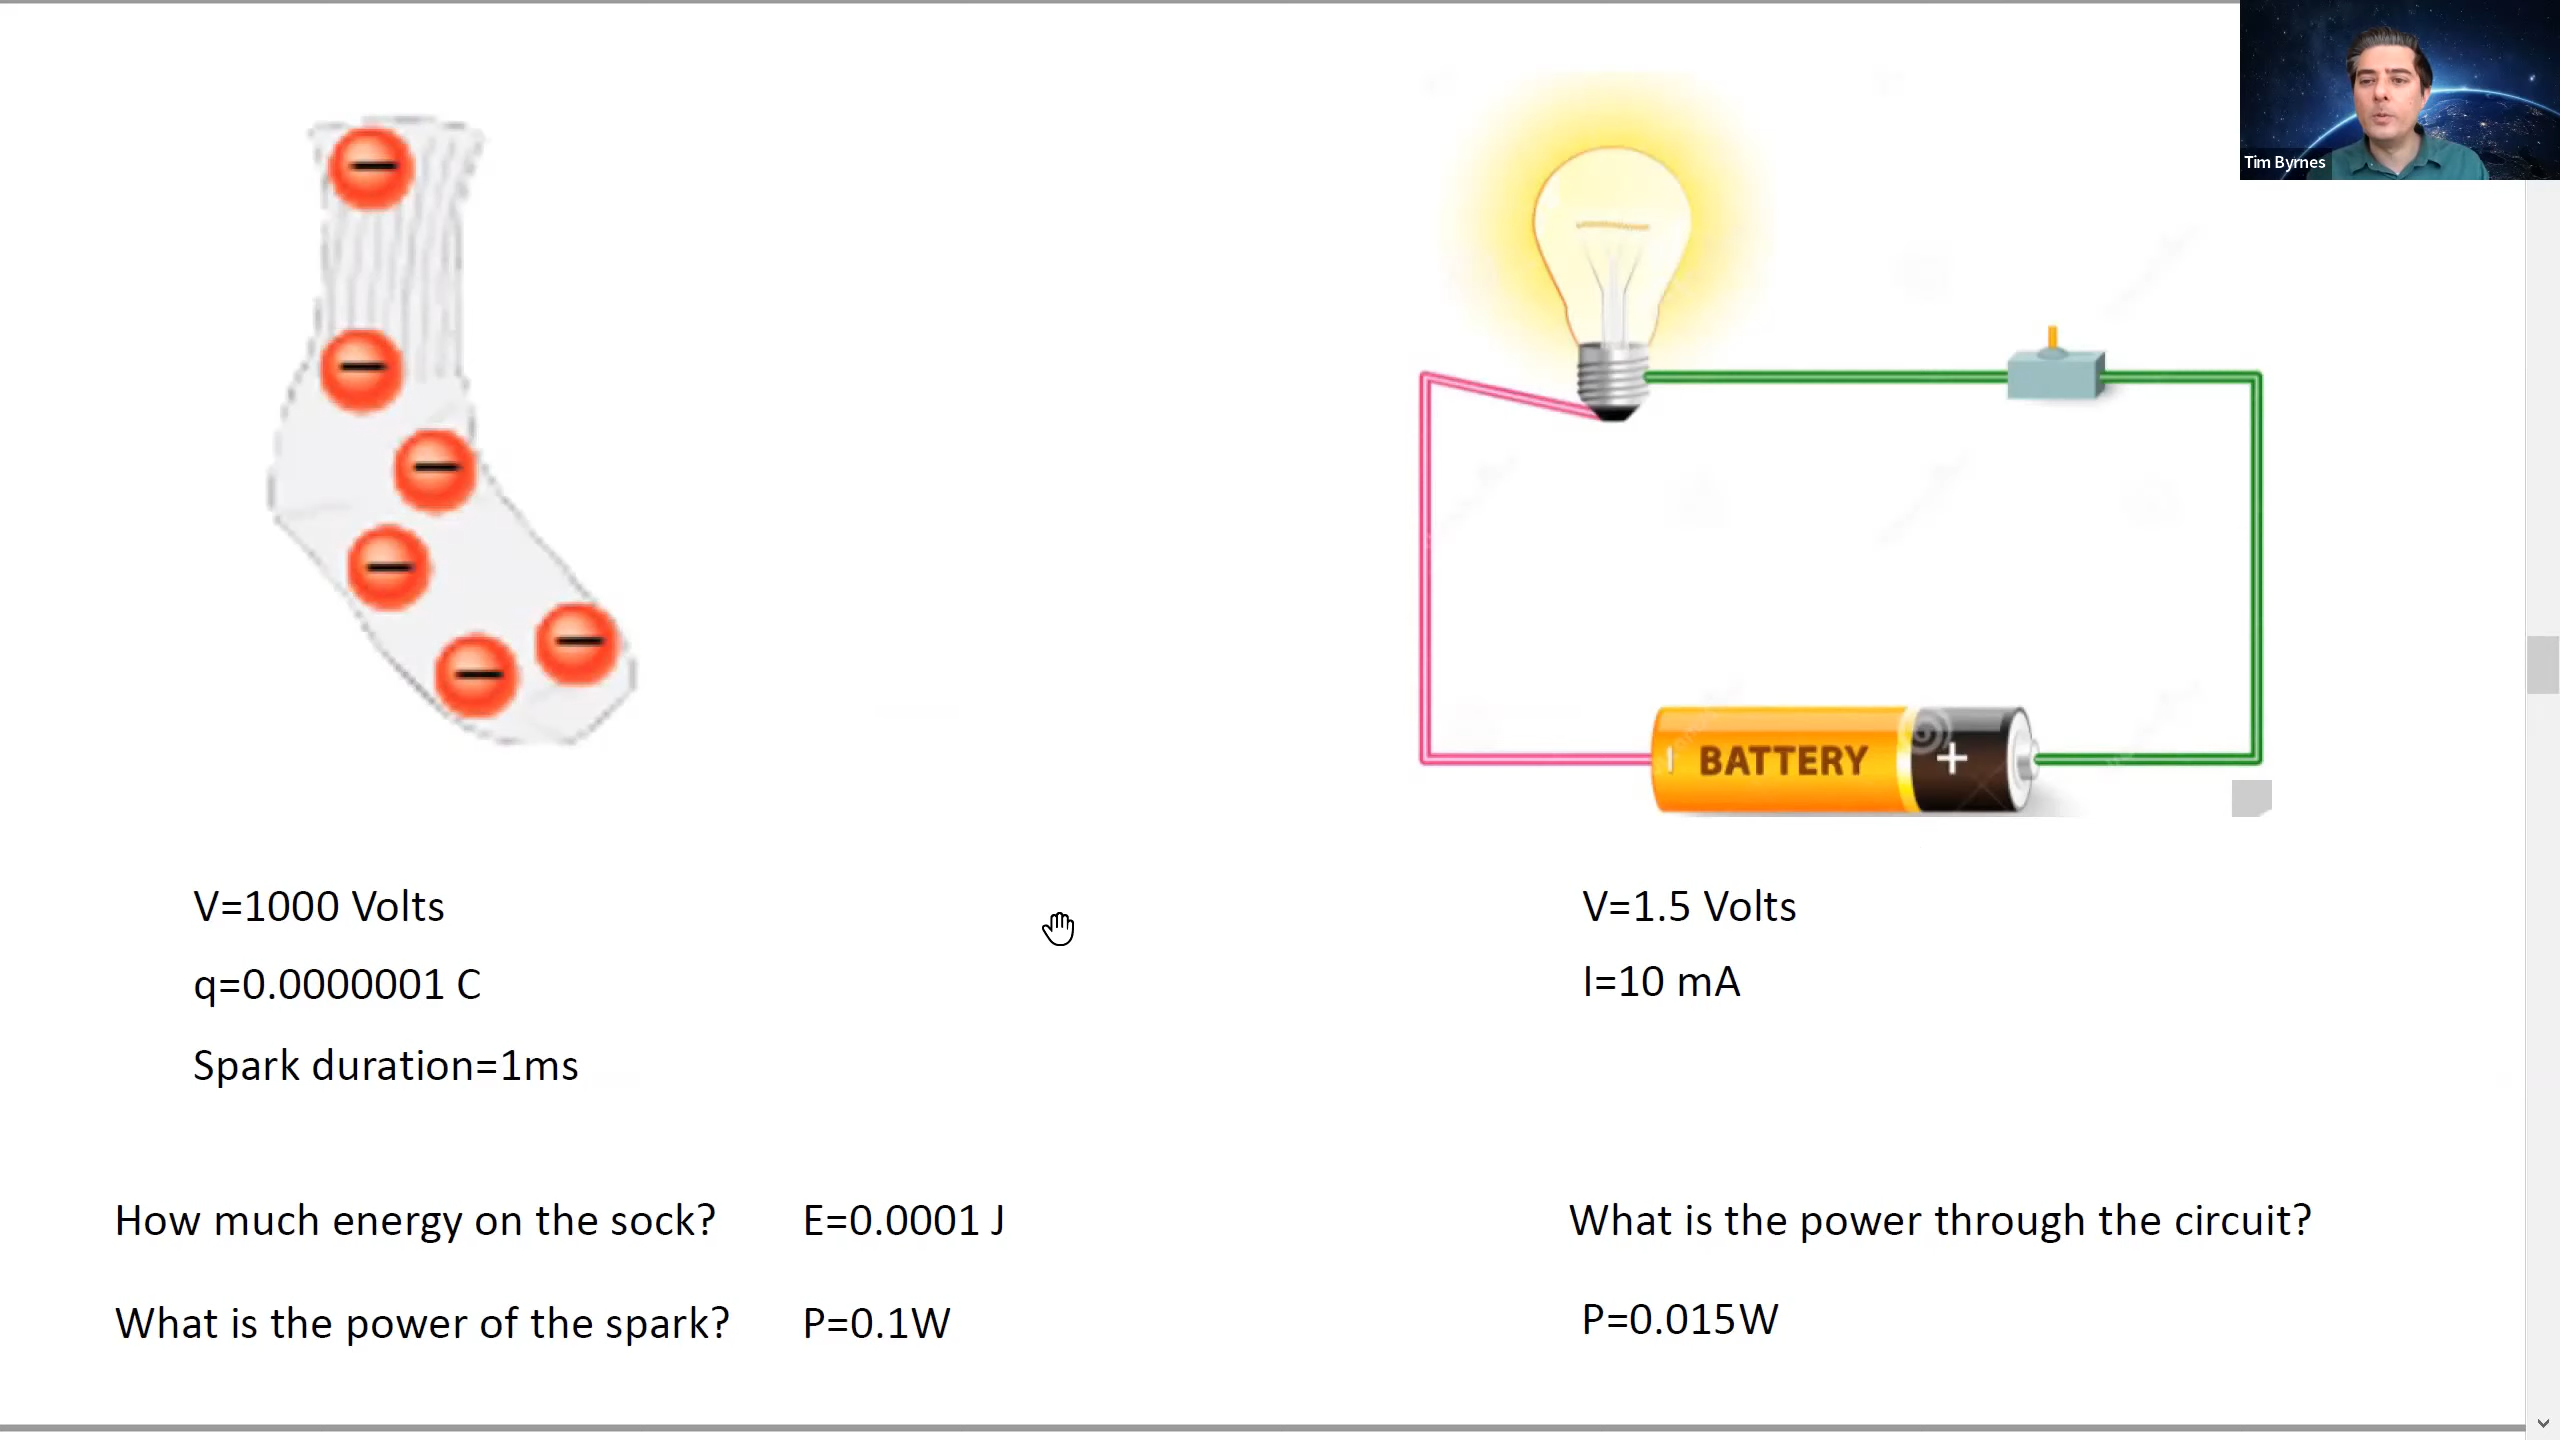 Tim Byrnes
BATTERY +
V=1000 Volts
q=0.0000001 C
Spark duration=1ms
V=1.5 Volts
I=10 mA
How much energy on the sock? E=0.0001 J
What is the power of the spark? P=0.1W
What is the power through the circuit?
P=0.015W